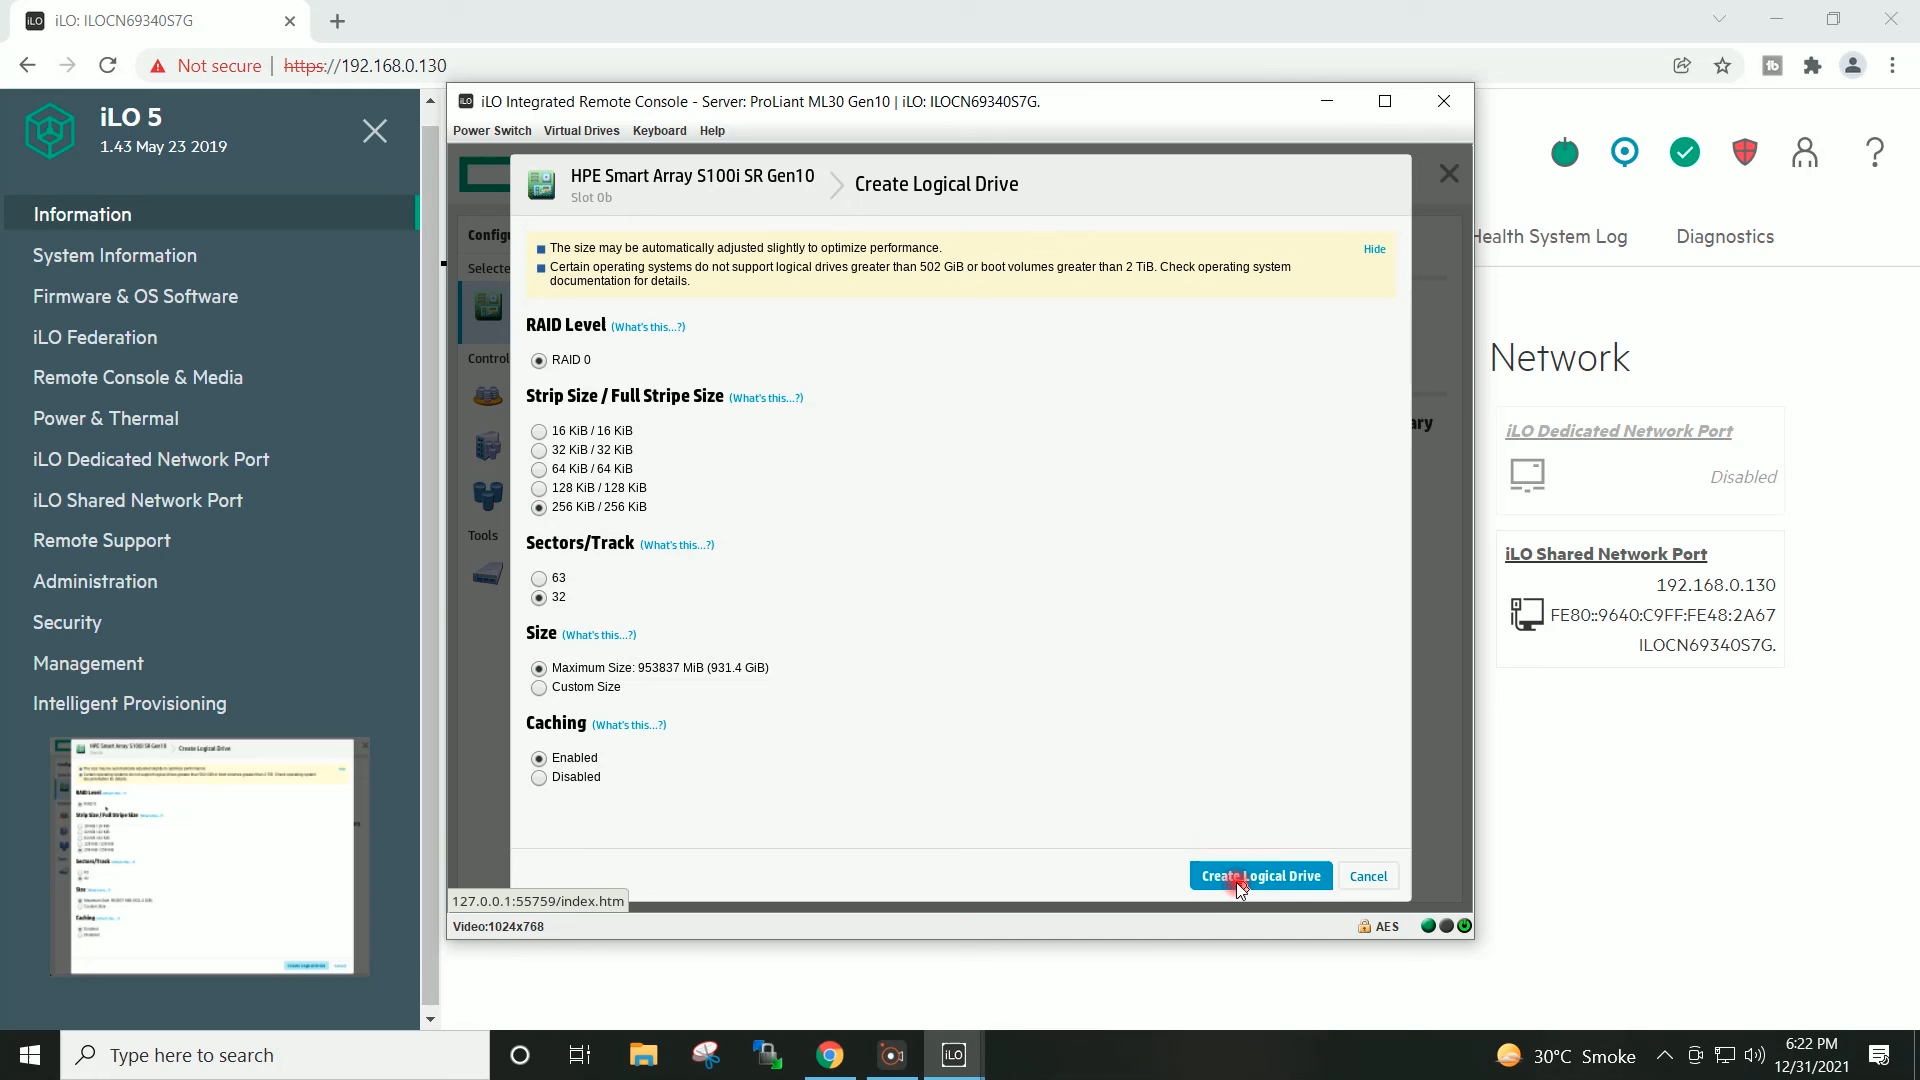 iLO: ILOCN69340S7G
Not secure | https://192.168.0.130
iLO 5
1.43 May 23 2019
Information
System Information
Firmware & OS Software
iLO Federation
Remote Console & Media
Power & Thermal
iLO Dedicated Network Port
iLO Shared Network Port
Remote Support
Administration
Security
Management
Intelligent Provisioning
iLO Integrated Remote Console - Server: ProLiant ML30 Gen10 | iLO: ILOCN69340S7G.
Power Switch Virtual Drives Keyboard Help
HPE Smart Array S100i SR Gen10
Slot 0b
Create Logical Drive
Configu
Selecte
Control
Tools
ary
The size may be automatically adjusted slightly to optimize performance.
Hide
Certain operating systems do not support logical drives greater than 502 GiB or boot volumes greater than 2 TiB. Check operating system
documentation for details.
RAID Level (What's this...?)
RAID 0
Strip Size / Full Stripe Size (What's this...?)
16 KiB / 16 KiB
32 KiB / 32 KiB
64 KiB / 64 KiB
128 KiB / 128 KiB
256 KiB / 256 KiB
Sectors/Track (What's this...?)
63
32
Size (What's this...?)
Maximum Size: 953837 MiB (931.4 GiB)
Custom Size
Caching (What's this...?)
Enabled
Disabled
Create Logical Drive
Cancel
127.0.0.1:55759/index.htm
Video:1024x768
AES
Health System Log
Diagnostics
Network
iLO Dedicated Network Port
Disabled
iLO Shared Network Port
192.168.0.130
FE80::9640:C9FF:FE48:2A67
ILOCN69340S7G.
Type here to search
iLO
30°C Smoke
6:22 PM
12/31/2021